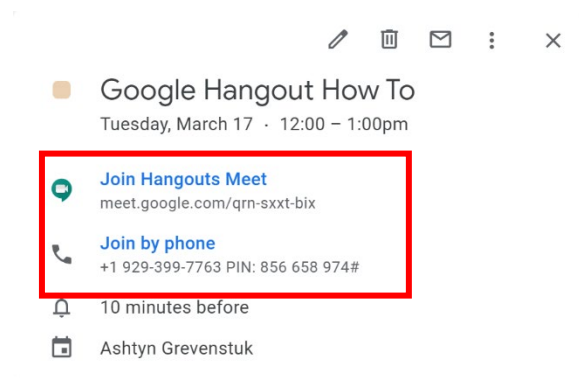 Google Hangout How To
Tuesday, March 17 · 12:00 – 1:00pm
Join Hangouts Meet
meet.google.com/qrn-sxxt-bix
Join by phone
+1 929-399-7763 PIN: 856 658 974#
10 minutes before
Ashtyn Grevenstuk